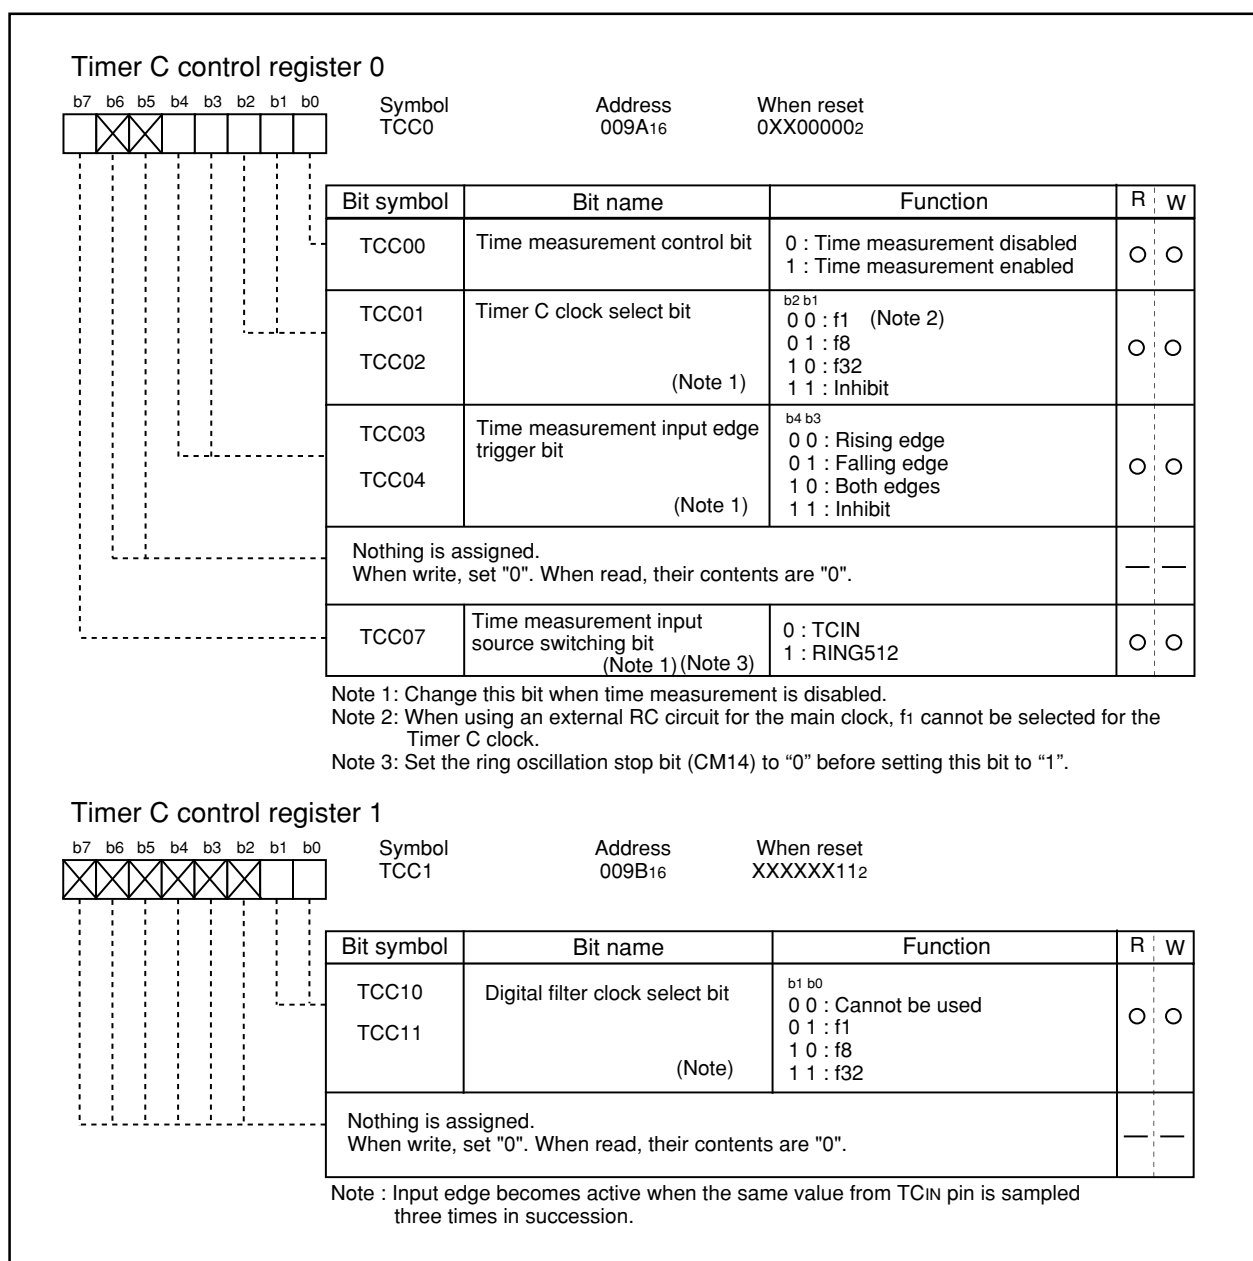 Timer C control register 0
b7 b6 b5 b4 b3 b2 b1 b0
Symbol Address When reset
TCC0 009A16 0XX000002
Bit symbol Bit name Function R W
TCC00 Time measurement control bit 0 : Time measurement disabled
1 : Time measurement enabled
TCC01 Timer C clock select bit b2 b1
0 0 : f1 (Note 2)
0 1 : f8
TCC02 1 0 : f32
(Note 1) 1 1 : Inhibit
TCC03 Time measurement input edge b4 b3
trigger bit 0 0 : Rising edge
0 1 : Falling edge
TCC04 1 0 : Both edges
(Note 1) 1 1 : Inhibit
Nothing is assigned.
When write, set "0". When read, their contents are "0".
TCC07 Time measurement input 0 : TCIN
source switching bit 1 : RING512
(Note 1) (Note 3)
Note 1: Change this bit when time measurement is disabled.
Note 2: When using an external RC circuit for the main clock, f1 cannot be selected for the
Timer C clock.
Note 3: Set the ring oscillation stop bit (CM14) to “0” before setting this bit to “1”.
Timer C control register 1
b7 b6 b5 b4 b3 b2 b1 b0
Symbol Address When reset
TCC1 009B16 XXXXXX112
Bit symbol Bit name Function R W
TCC10 Digital filter clock select bit b1 b0
0 0 : Cannot be used
TCC11 0 1 : f1
1 0 : f8
(Note) 1 1 : f32
Nothing is assigned.
When write, set "0". When read, their contents are "0".
Note : Input edge becomes active when the same value from TCIN pin is sampled
three times in succession.